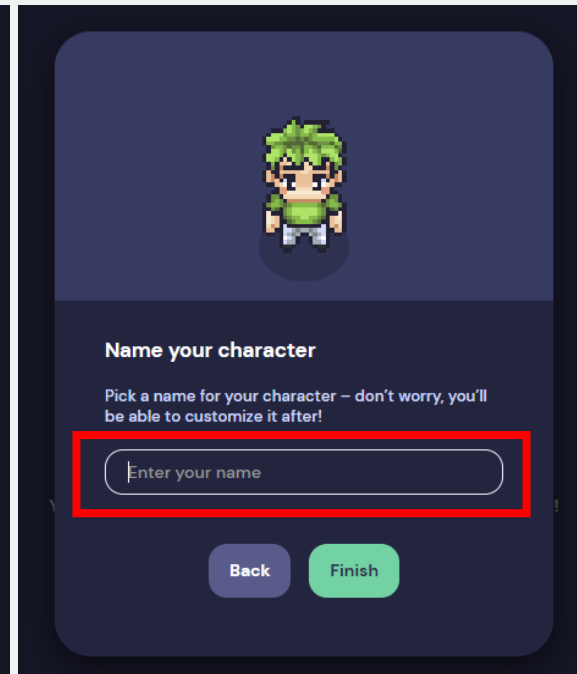 Name your character
Pick a name for your character – don't worry, you'll
be able to customize it after!
Enter your name
Back
Finish